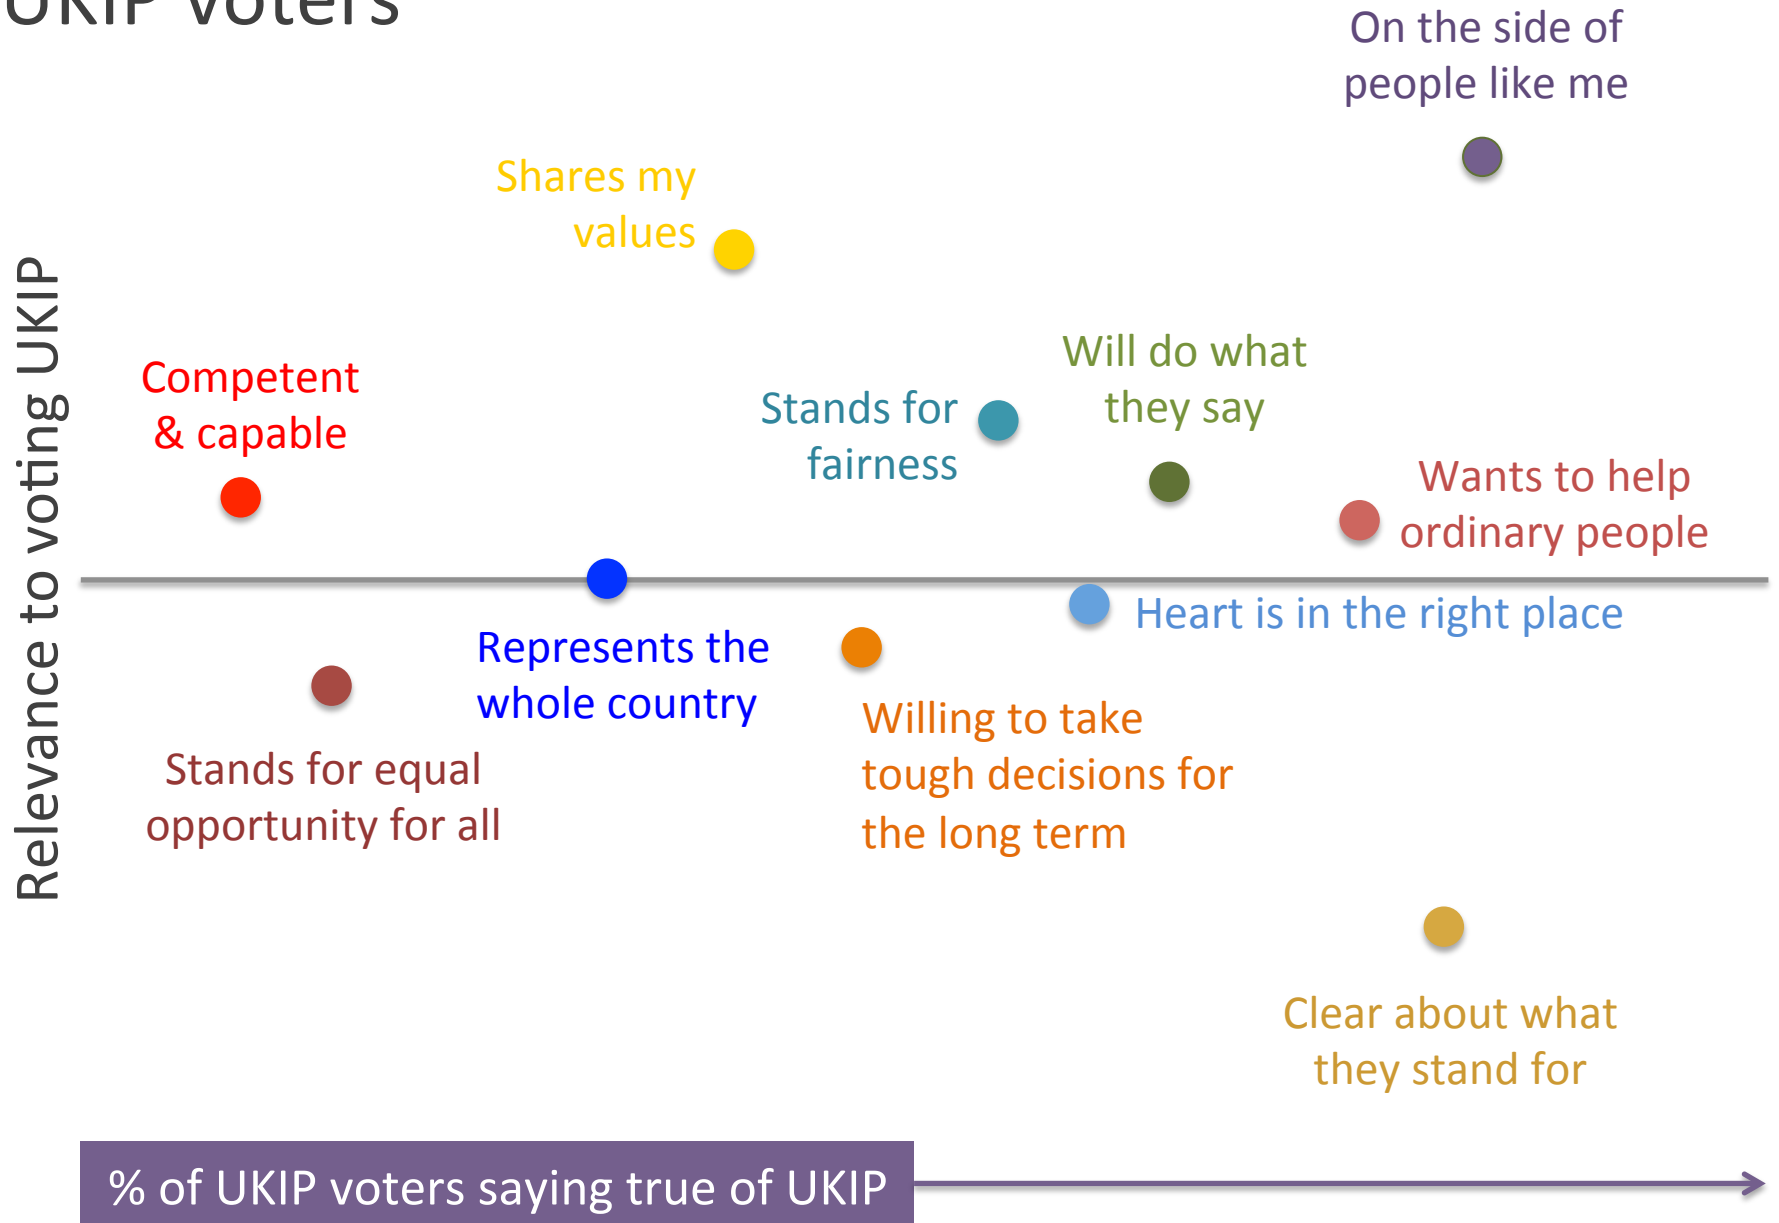 UKIP voters
On the side of
people like me
Shares my
values
Relevance to voting UKIP
Competent
& capable
Stands for
fairness
Will do what
they say
Wants to help
ordinary people
Heart is in the right place
Represents the
whole country
Stands for equal
opportunity for all
Willing to take
tough decisions for
the long term
Clear about what
they stand for
% of UKIP voters saying true of UKIP